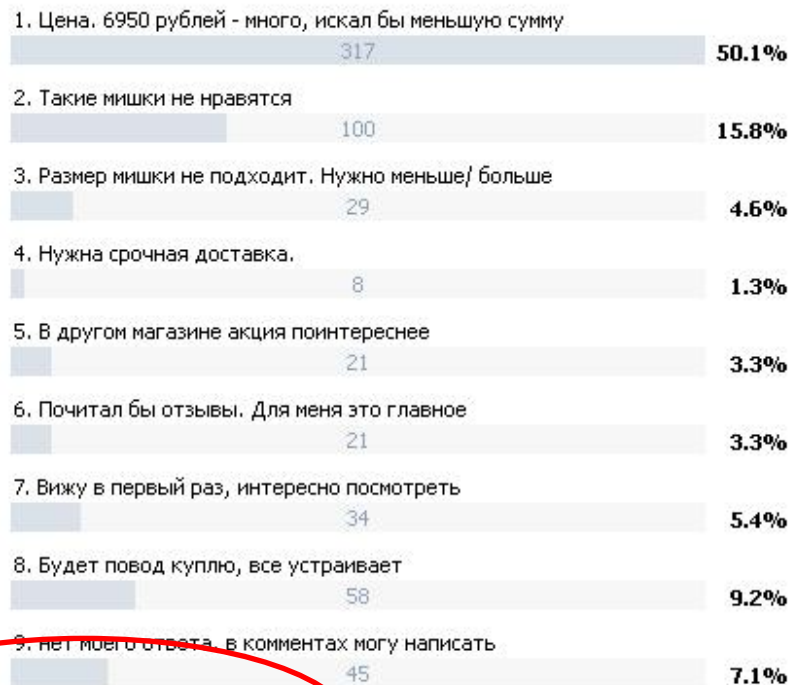 1. Цена. 6950 рублей - много, искал бы меньшую сумму
317 50.1%
2. Такие мишки не нравятся
100 15.8%
3. Размер мишки не подходит. Нужно меньше/ больше
29 4.6%
4. Нужна срочная доставка.
8 1.3%
5. В другом магазине акция поинтереснее
21 3.3%
6. Почитал бы отзывы. Для меня это главное
21 3.3%
7. Вижу в первый раз, интересно посмотреть
34 5.4%
8. Будет повод куплю, все устраивает
58 9.2%
9. нет моего ответа, в комментах могу написать
45 7.1%